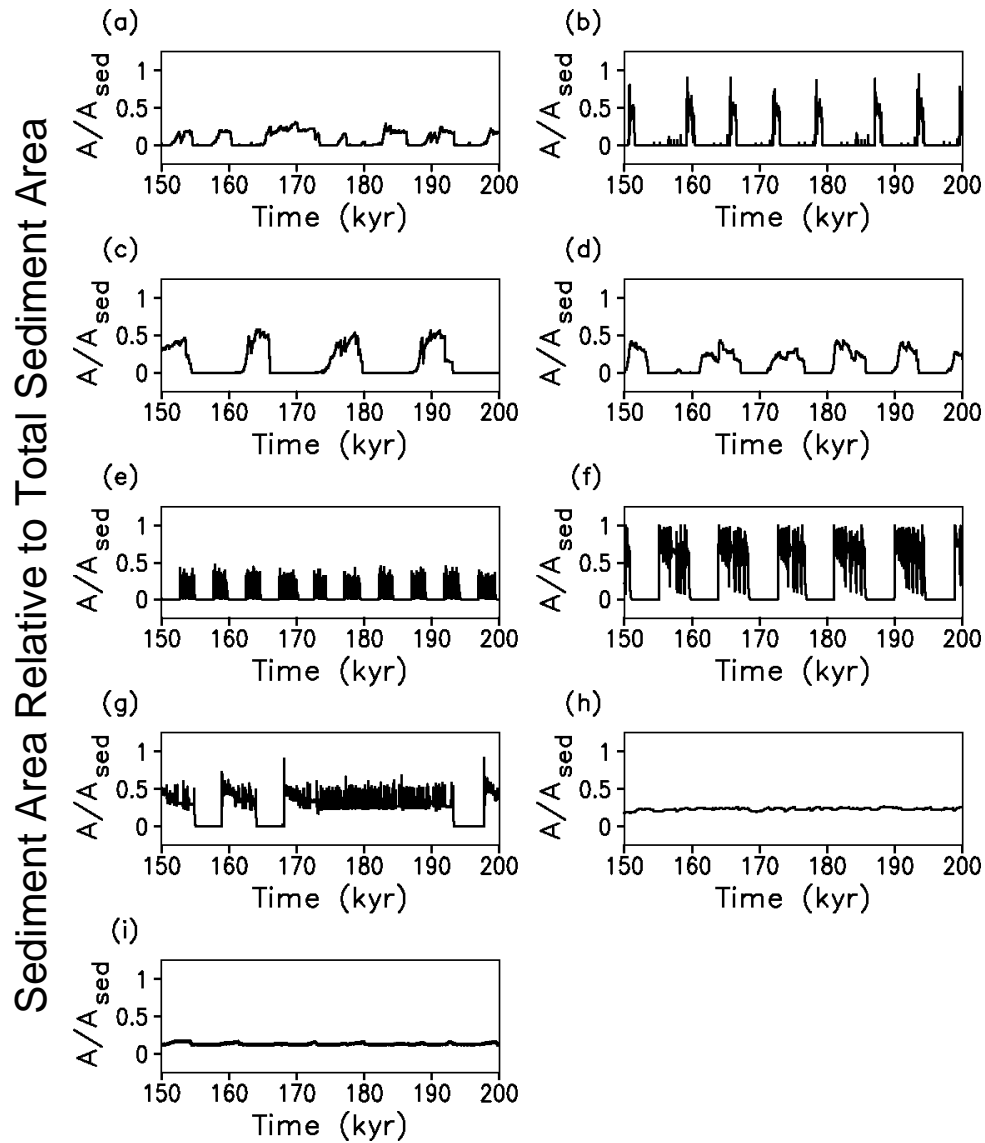 Sediment Area Relative to Total Sediment Area
(a)
A/Ased
1
0.5
0
150 160 170 180 190 200
Time (kyr)
(b)
A/Ased
1
0.5
0
150 160 170 180 190 200
Time (kyr)
(c)
A/Ased
1
0.5
0
150 160 170 180 190 200
Time (kyr)
(d)
A/Ased
1
0.5
0
150 160 170 180 190 200
Time (kyr)
(e)
A/Ased
1
0.5
0
150 160 170 180 190 200
Time (kyr)
(f)
A/Ased
1
0.5
0
150 160 170 180 190 200
Time (kyr)
(g)
A/Ased
1
0.5
0
150 160 170 180 190 200
Time (kyr)
(h)
A/Ased
1
0.5
0
150 160 170 180 190 200
Time (kyr)
(i)
A/Ased
1
0.5
0
150 160 170 180 190 200
Time (kyr)